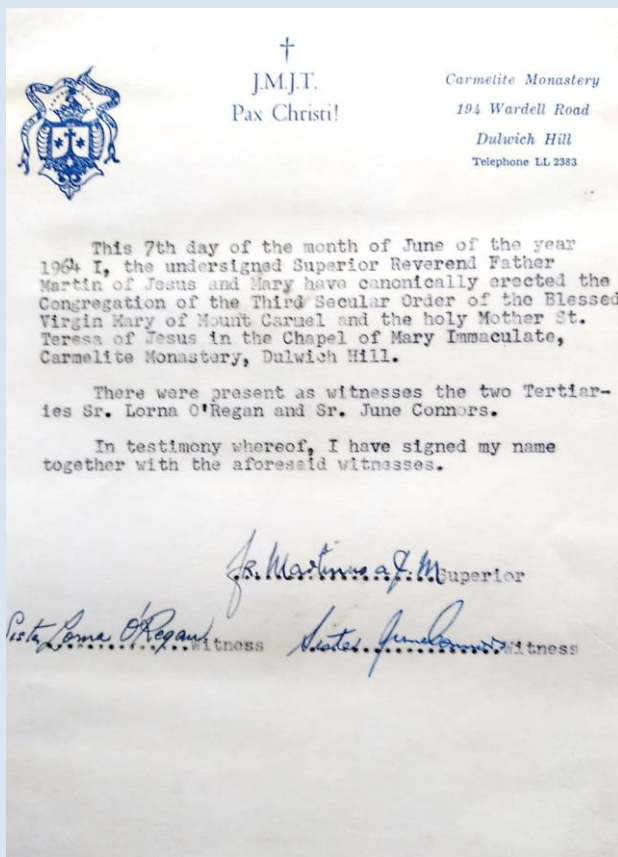 J.M.J.T.
Pax Christi!
Carmelite Monastery
194 Wardell Road
Dulwich Hill
Telephone LL 2383
This 7th day of the month of June of the year
1964 I, the undersigned Superior Reverend Father
Martin of Jesus and Mary have canonically erected the
Congregation of the Third Secular Order of the Blessed
Virgin Mary of Mount Carmel and the holy Mother St.
Teresa of Jesus in the Chapel of Mary Immaculate,
Carmelite Monastery, Dulwich Hill.
There were present as witnesses the two Tertiar-
ies Sr. Lorna O'Regan and Sr. June Connors.
In testimony whereof, I have signed my name
together with the aforesaid witnesses.
fr. Martinus a J. M Superior
Sister Lorna O'Regan Witness Sister June Connors Witness